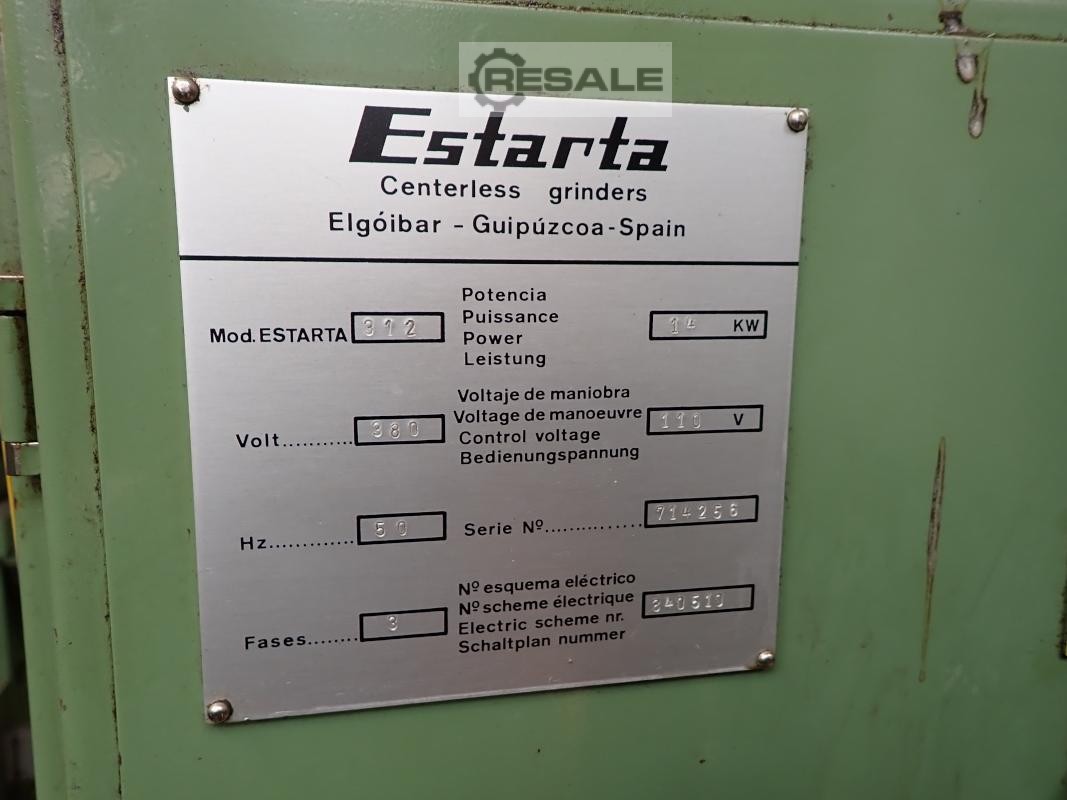 RESALE
Estarta
Centerless grinders
Elgóibar - Guipúzcoa-Spain
Mod. ESTARTA 312
Potencia
Puissance
Power
Leistung
14 KW
Volt........... 380
Voltaje de maniobra
Voltage de manoeuvre
Control voltage
Bedienungspannung
110 V
Hz............. 50
Serie Nº............... 714256
Fases........ 3
Nº esquema eléctrico
Nº scheme électrique
Electric scheme nr.
Schaltplan nummer
340510